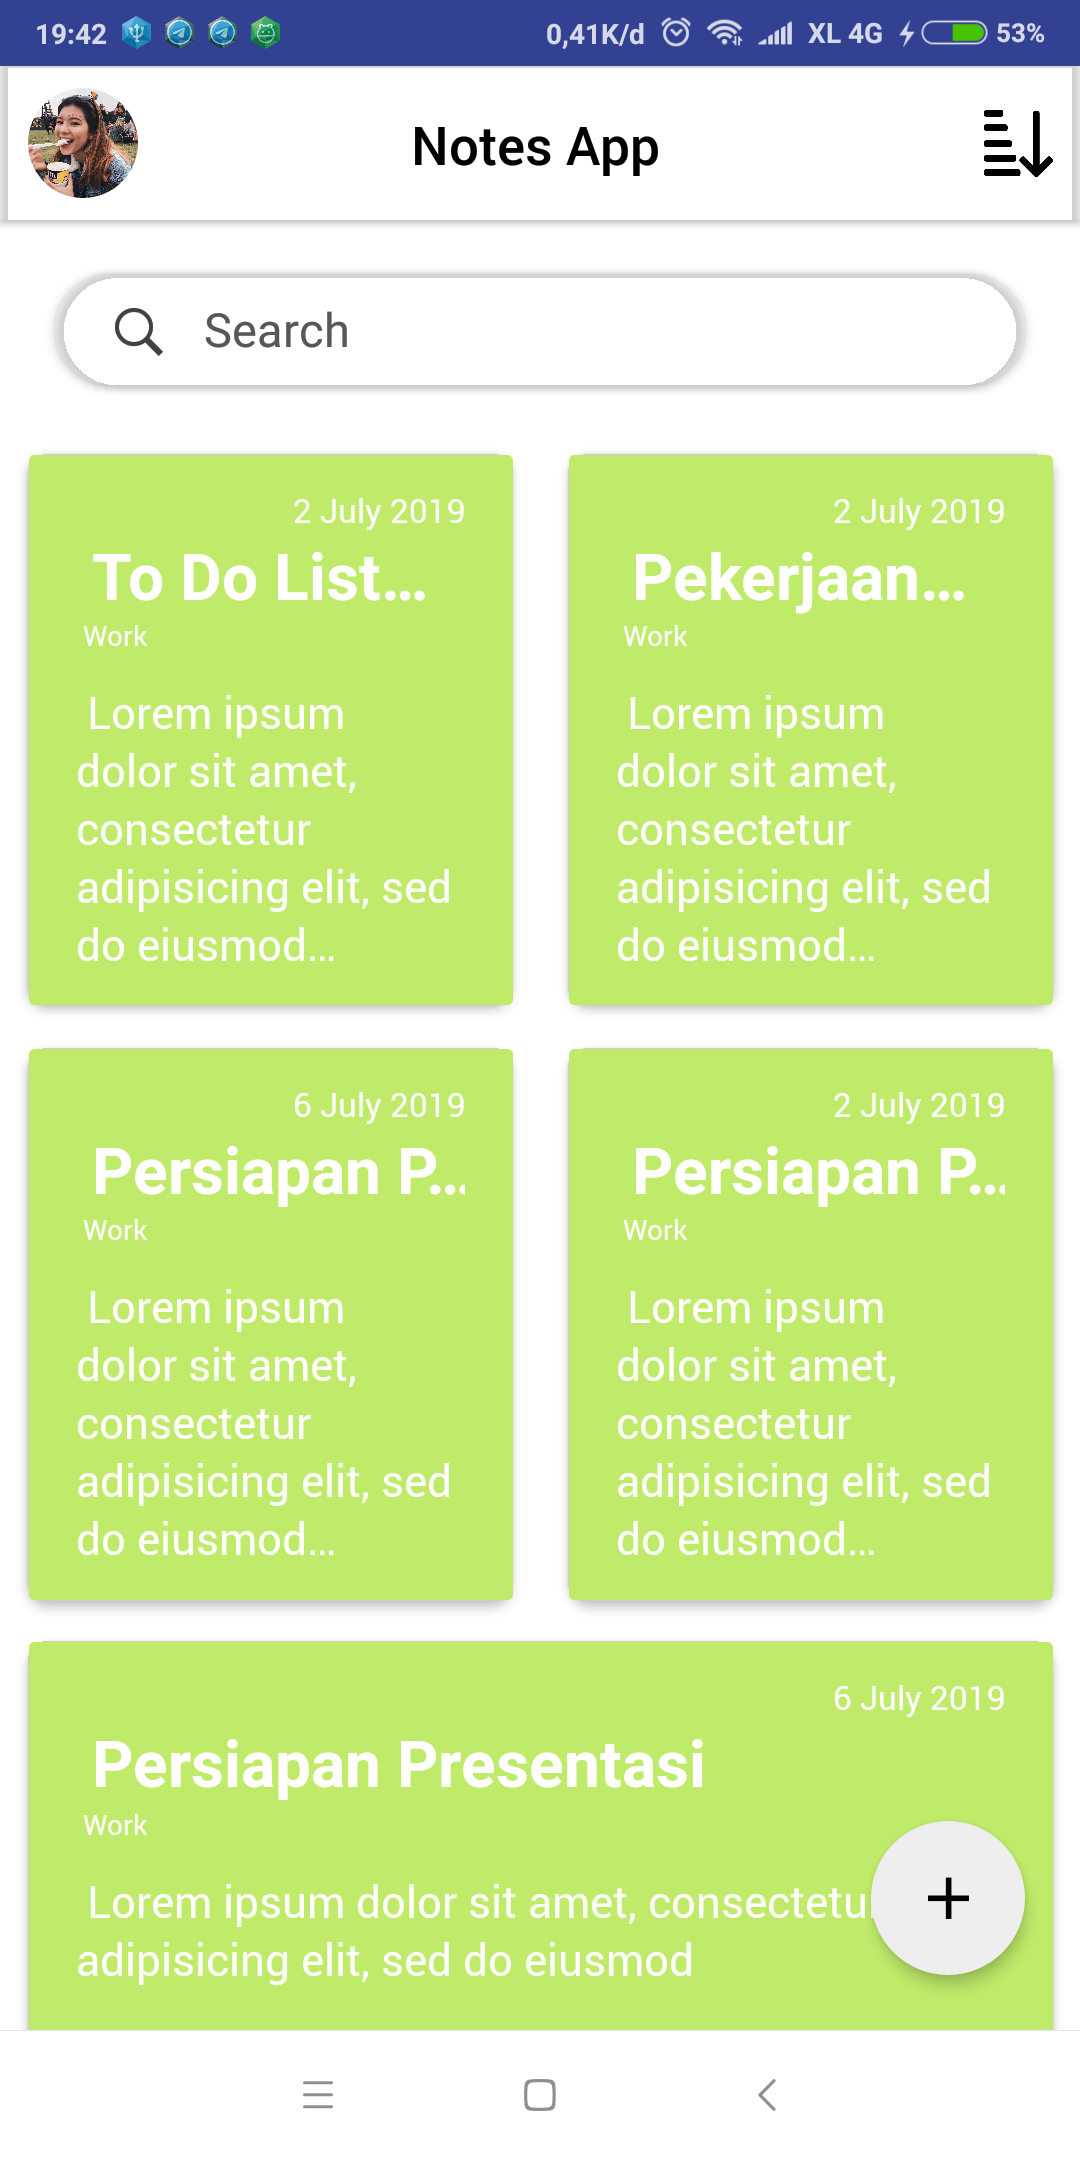 19:42 0,41K/d XL 4G 53%
Notes App
Search
2 July 2019
To Do List...
Work
Lorem ipsum
dolor sit amet,
consectetur
adipisicing elit, sed
do eiusmod...
2 July 2019
Pekerjaan...
Work
Lorem ipsum
dolor sit amet,
consectetur
adipisicing elit, sed
do eiusmod...
6 July 2019
Persiapan P...
Work
Lorem ipsum
dolor sit amet,
consectetur
adipisicing elit, sed
do eiusmod...
2 July 2019
Persiapan P...
Work
Lorem ipsum
dolor sit amet,
consectetur
adipisicing elit, sed
do eiusmod...
6 July 2019
Persiapan Presentasi
Work
Lorem ipsum dolor sit amet, consectetur
adipisicing elit, sed do eiusmod